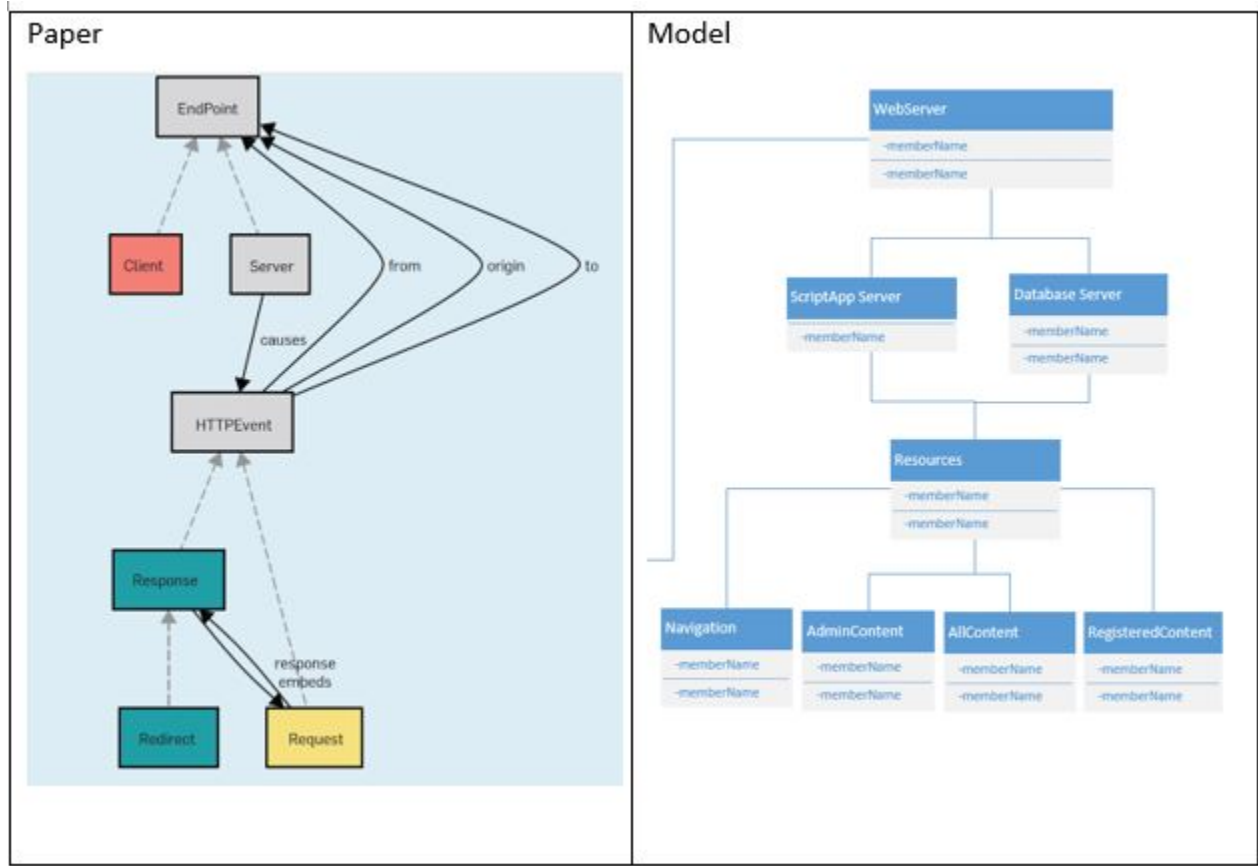 Paper
EndPoint
Client
Server
from
origin
to
causes
HTTPEvent
Response
response
embeds
Redirect
Request
Model
WebServer
-memberName
-memberName
ScriptApp Server
-memberName
Database Server
-memberName
-memberName
Resources
-memberName
-memberName
Navigation
-memberName
-memberName
AdminContent
-memberName
-memberName
AllContent
-memberName
-memberName
RegisteredContent
-memberName
-memberName